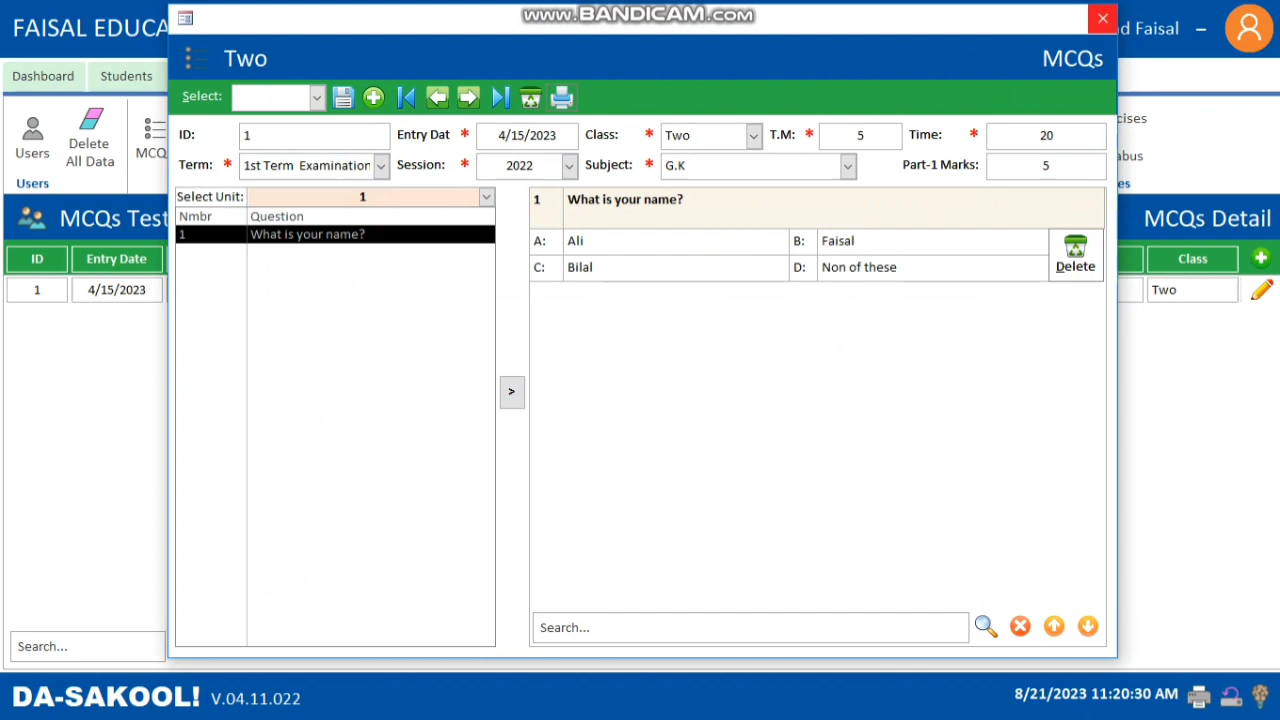 www.BANDICAM.com
FAISAL EDUCA
d Faisal
Two
MCQs
Dashboard
Students
Select:
Users
Delete
All Data
MCQ
Users
ID: 1 Entry Dat * 4/15/2023 Class: * Two T.M: * 5 Time: * 20
Term: * 1st Term Examination Session: * 2022 Subject: * G.K Part-1 Marks: 5
cises
abus
es
MCQs Test
MCQs Detail
Select Unit: 1
Nmbr Question
1 What is your name?
1 What is your name?
A: Ali B: Faisal
C: Bilal D: Non of these
Delete
ID Entry Date Class
1 4/15/2023 Two
>
Search...
Search...
DA-SAKOOL! V.04.11.022
8/21/2023 11:20:30 AM